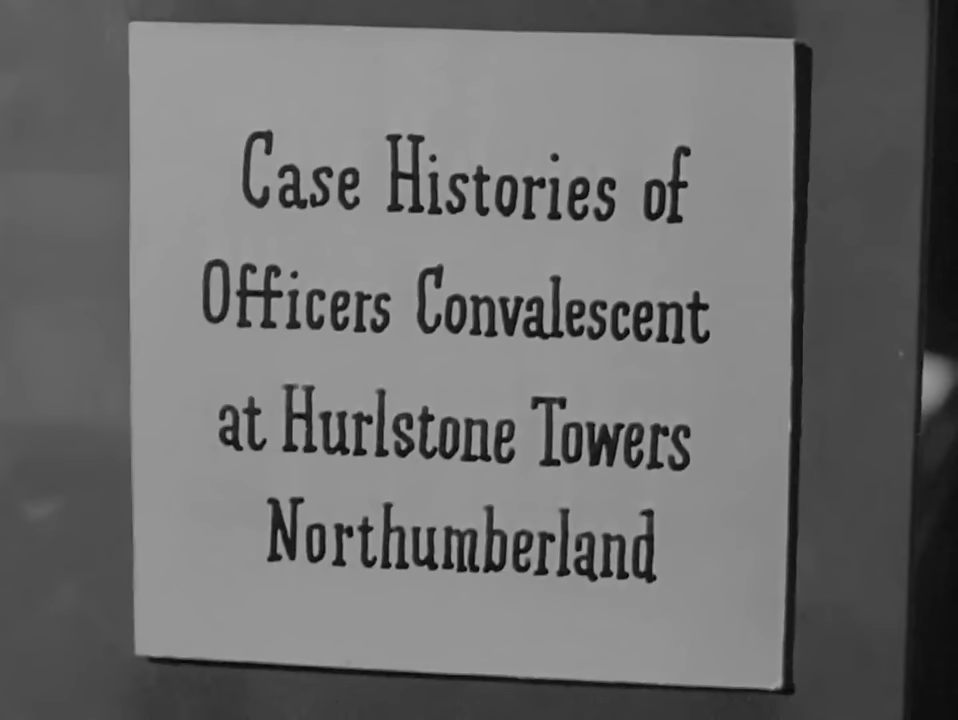 Case Histories of
Officers Convalescent
at Hurlstone Towers
Northumberland